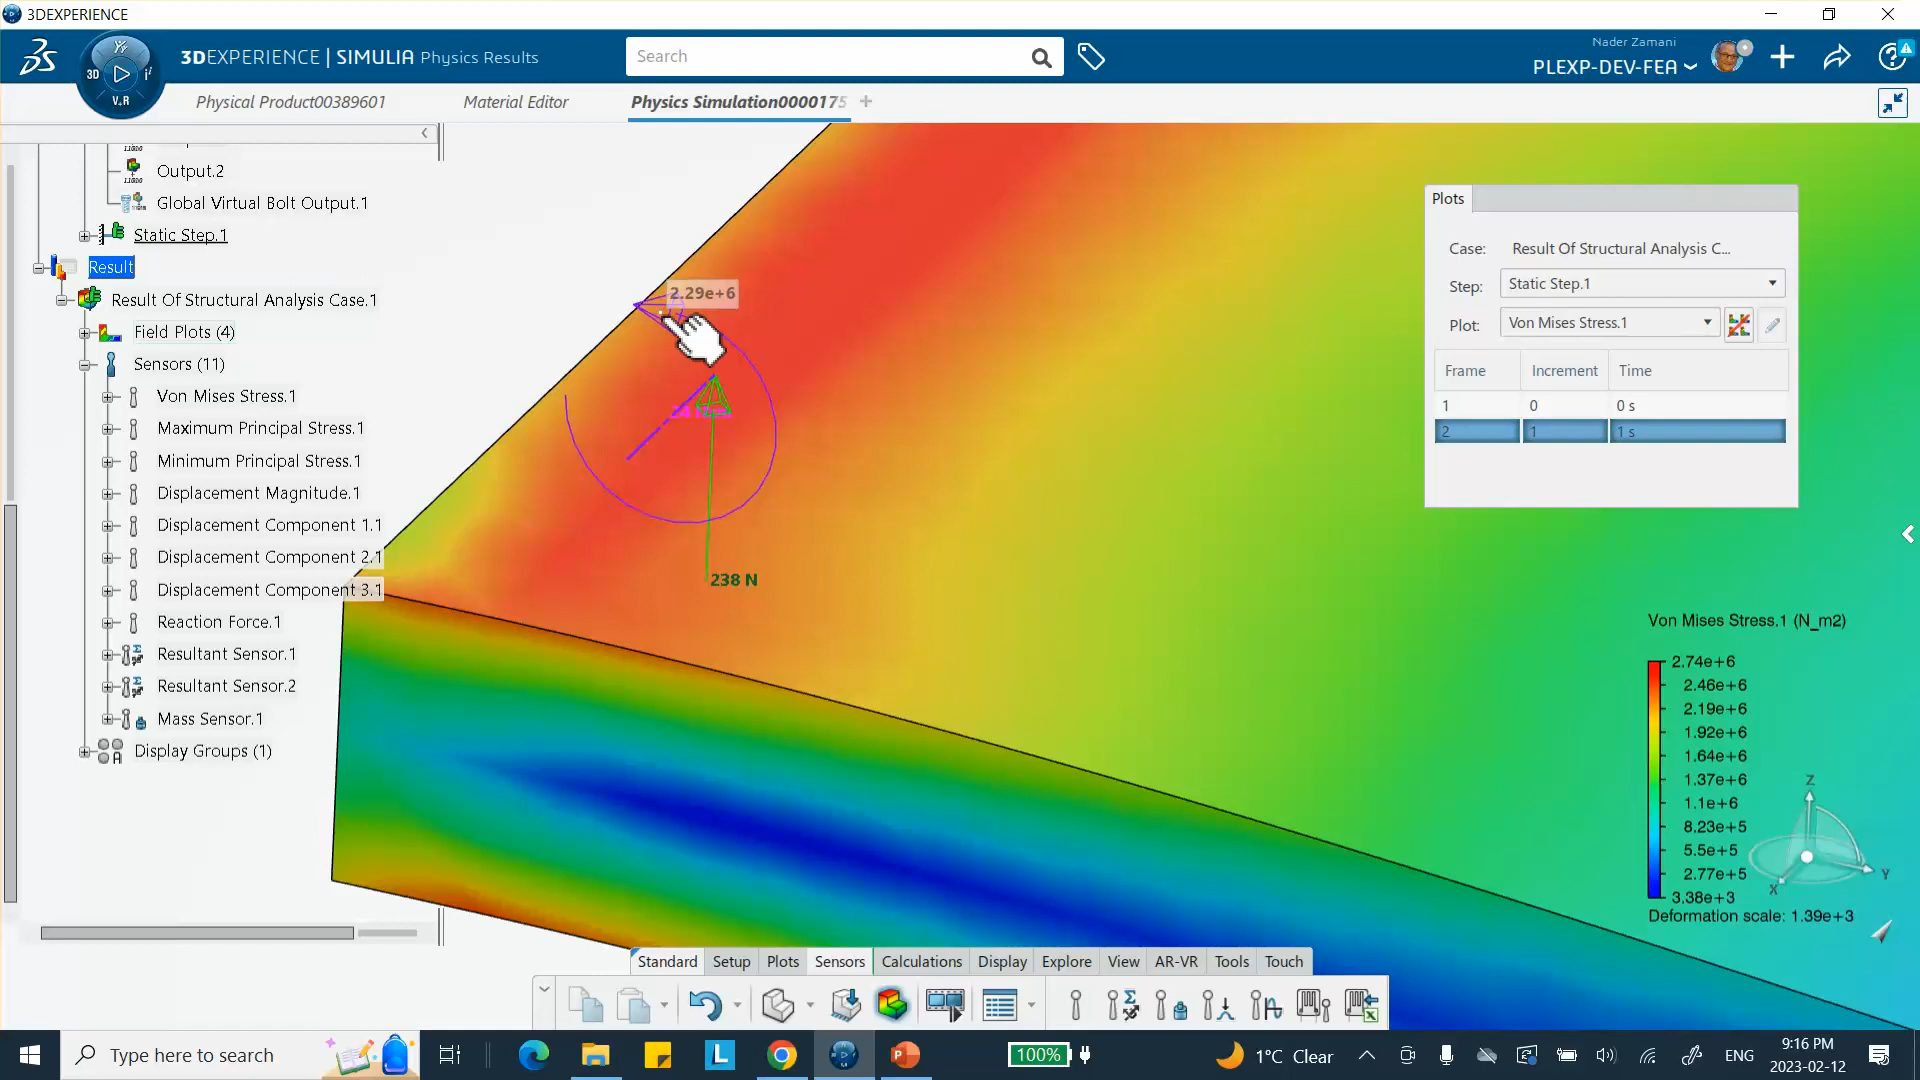 3DEXPERIENCE
3DEXPERIENCE | SIMULIA Physics Results
Search
Nader Zamani
PLEXP-DEV-FEA
3D
V.R
Physical Product00389601
Material Editor
Physics Simulation0000175
Output.2
Global Virtual Bolt Output.1
Static Step.1
Result
Result Of Structural Analysis Case.1
Field Plots (4)
Sensors (11)
Von Mises Stress.1
Maximum Principal Stress.1
Minimum Principal Stress.1
Displacement Magnitude.1
Displacement Component 1.1
Displacement Component 2.1
Displacement Component 3.1
Reaction Force.1
Resultant Sensor.1
Resultant Sensor.2
Mass Sensor.1
Display Groups (1)
2.29e+6
238 N
Plots
Case: Result Of Structural Analysis C...
Step: Static Step.1
Plot: Von Mises Stress.1
Frame Increment Time
1 0 0 s
2 1 1 s
Von Mises Stress.1 (N_m2)
2.74e+6
2.46e+6
2.19e+6
1.92e+6
1.64e+6
1.37e+6
1.1e+6
8.23e+5
5.5e+5
2.77e+5
3.38e+3
Deformation scale: 1.39e+3
Z
Y
X
Standard Setup Plots Sensors Calculations Display Explore View AR-VR Tools Touch
Type here to search
100%
1°C Clear
ENG
9:16 PM
2023-02-12